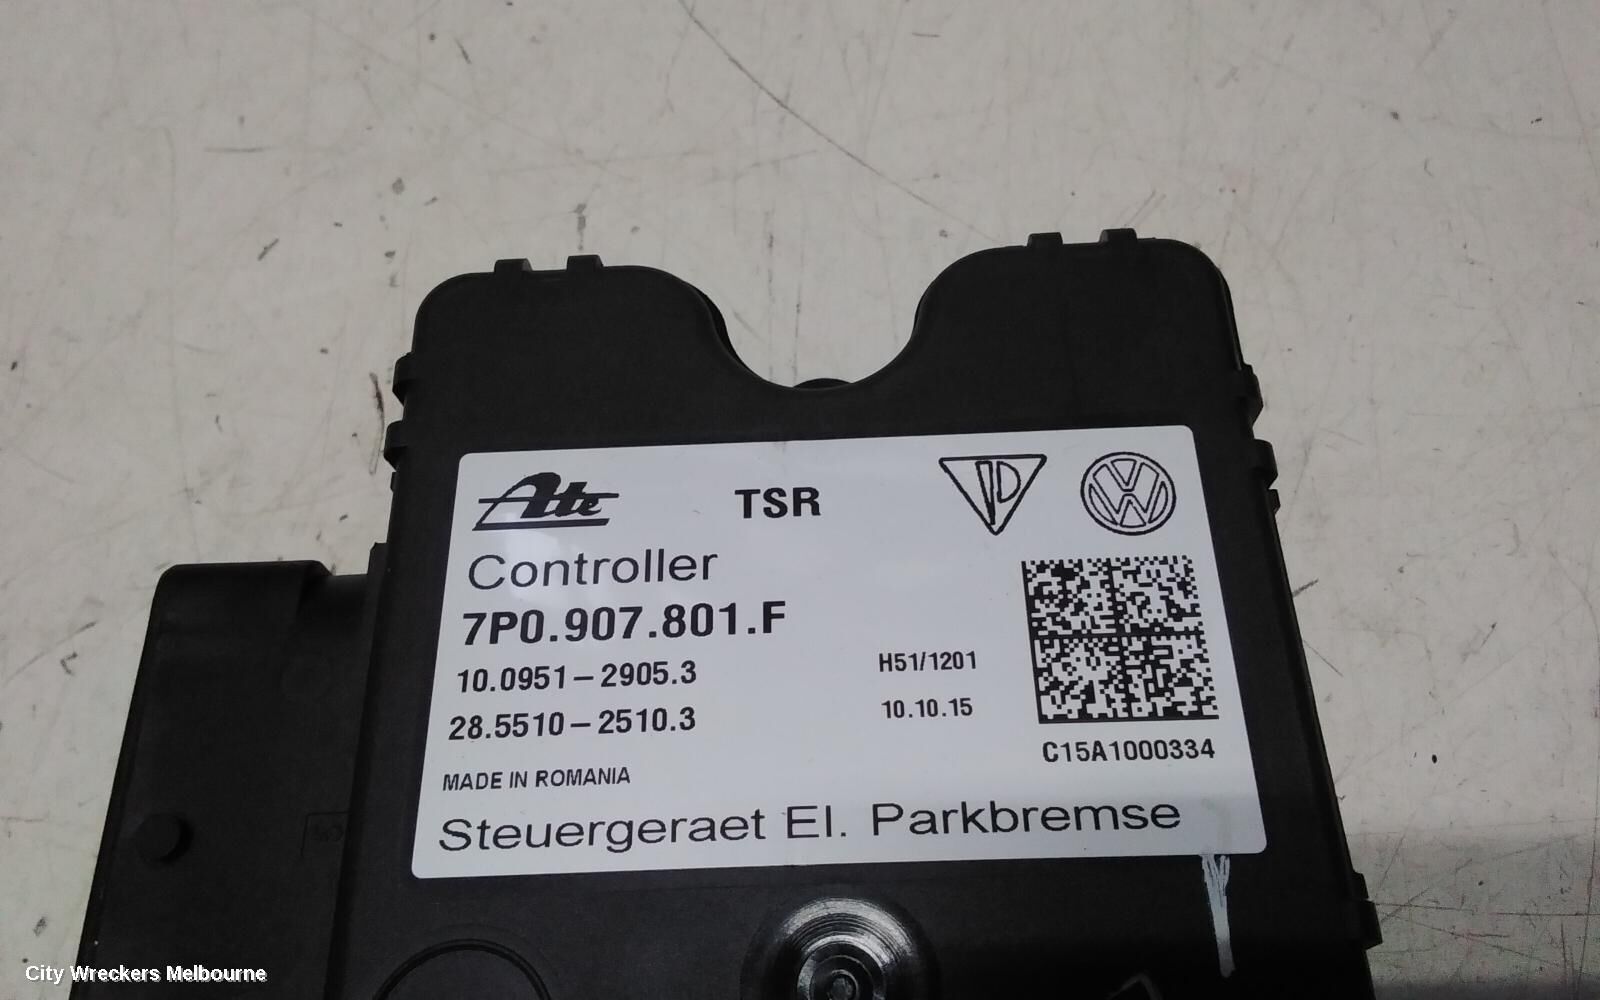 Ate TSR
Controller
7P0.907.801.F
10.0951-2905.3 H51/1201
28.5510-2510.3 10.10.15
C15A1000334
MADE IN ROMANIA
Steuergeraet El. Parkbremse
City Wreckers Melbourne